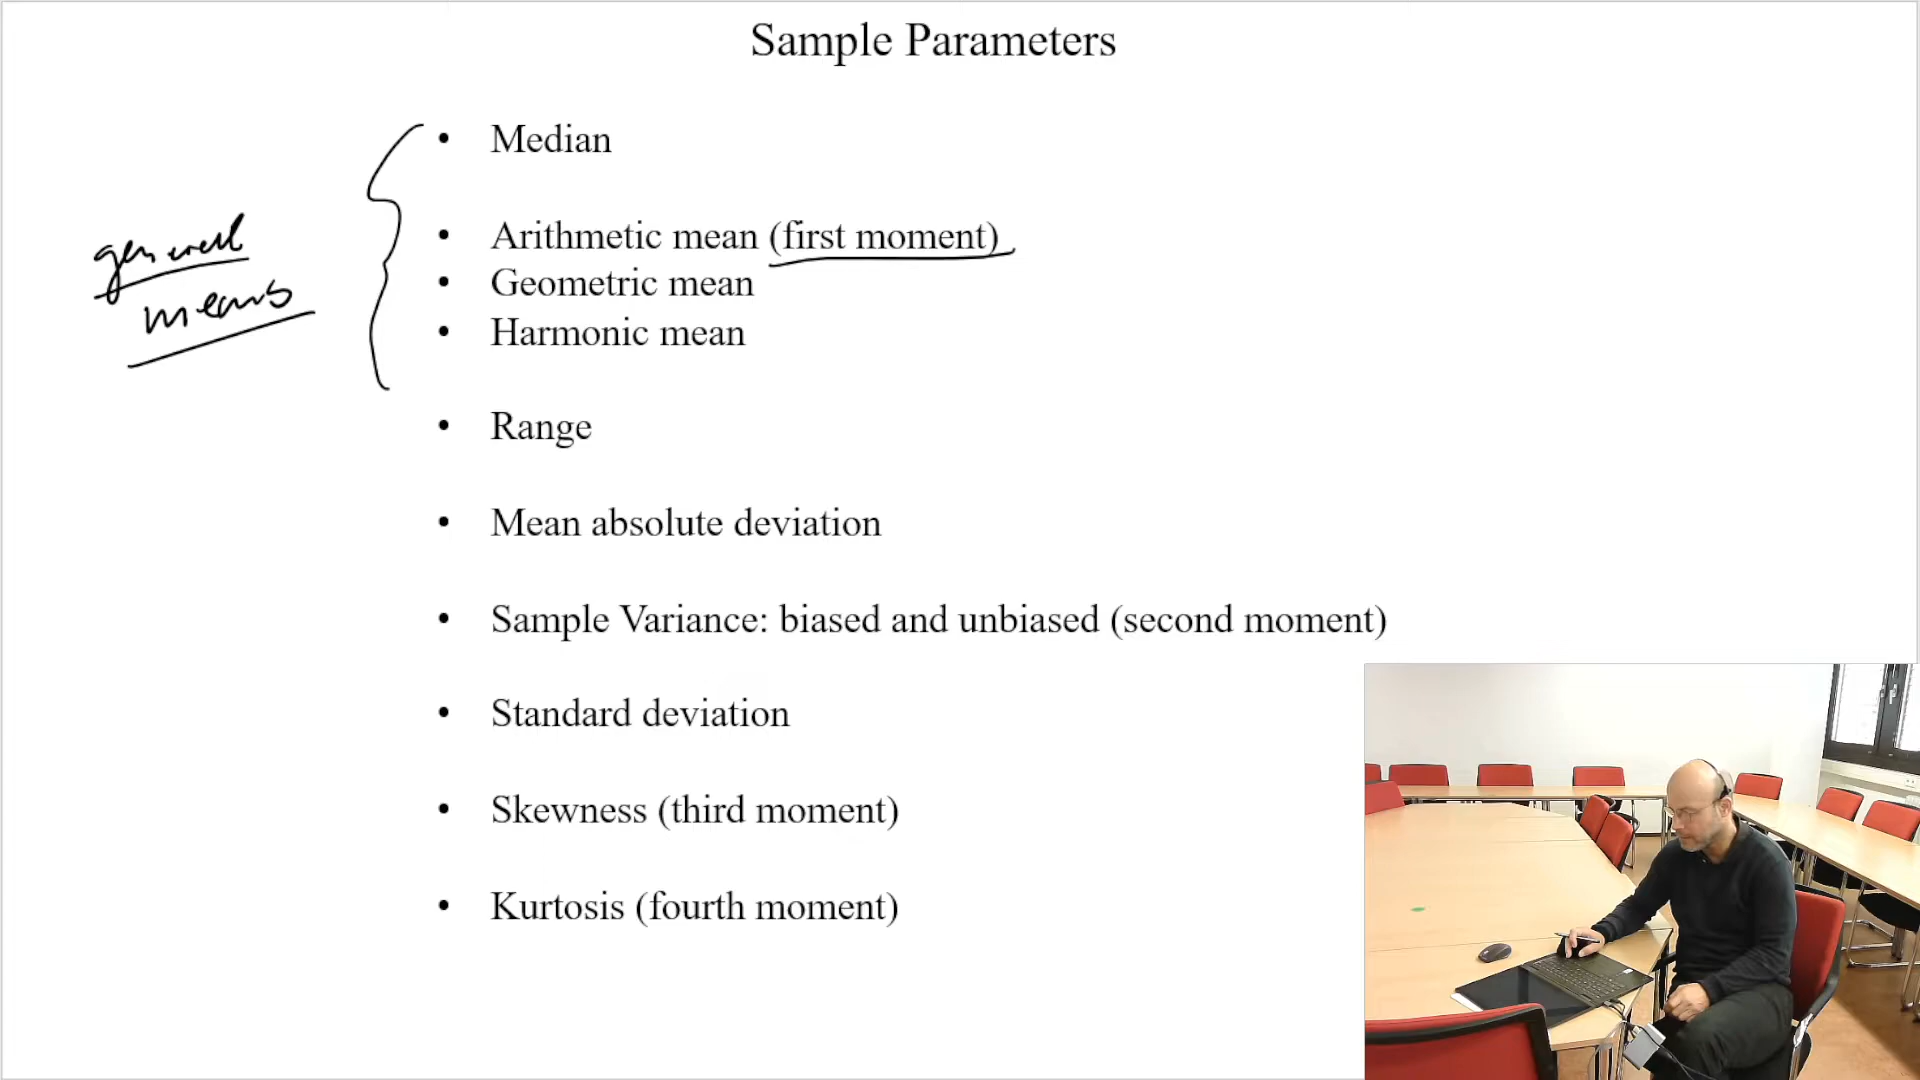 Sample Parameters
• Median
• Arithmetic mean (first moment)
• Geometric mean
• Harmonic mean
general
means
• Range
• Mean absolute deviation
• Sample Variance: biased and unbiased (second moment)
• Standard deviation
• Skewness (third moment)
• Kurtosis (fourth moment)